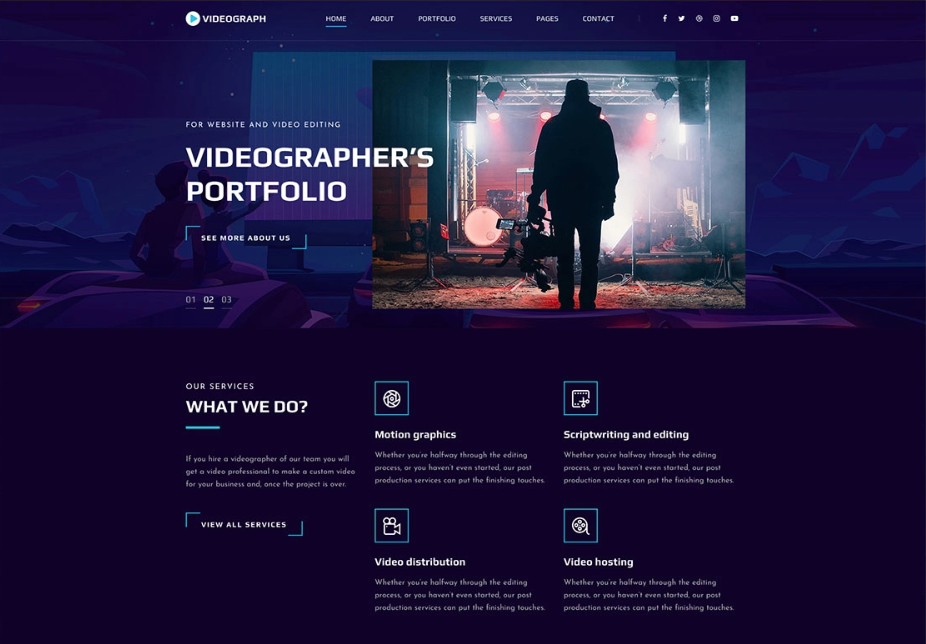 VIDEOGRAPH
HOME ABOUT PORTFOLIO SERVICES PAGES CONTACT
FOR WEBSITE AND VIDEO EDITING
VIDEOGRAPHER'S
PORTFOLIO
SEE MORE ABOUT US
01 02 03
OUR SERVICES
WHAT WE DO?
If you hire a videographer of our team you will
get a video professional to make a custom video
for your business and, once the project is over.
VIEW ALL SERVICES
Motion graphics
Whether you're halfway through the editing
process, or you haven't even started, our post
production services can put the finishing touches.
Scriptwriting and editing
Whether you're halfway through the editing
process, or you haven't even started, our post
production services can put the finishing touches.
Video distribution
Whether you're halfway through the editing
process, or you haven't even started, our post
production services can put the finishing touches.
Video hosting
Whether you're halfway through the editing
process, or you haven't even started, our post
production services can put the finishing touches.